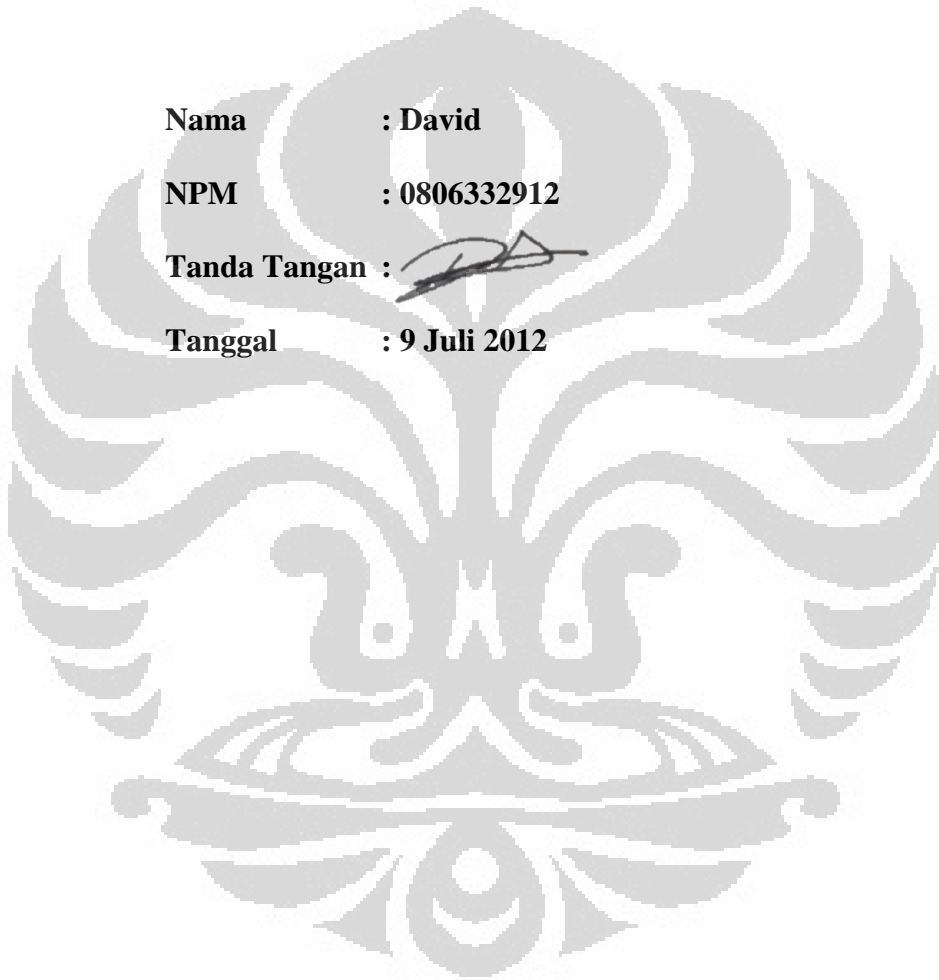 Nama : David
NPM : 0806332912
Tanda Tangan :
Tanggal : 9 Juli 2012